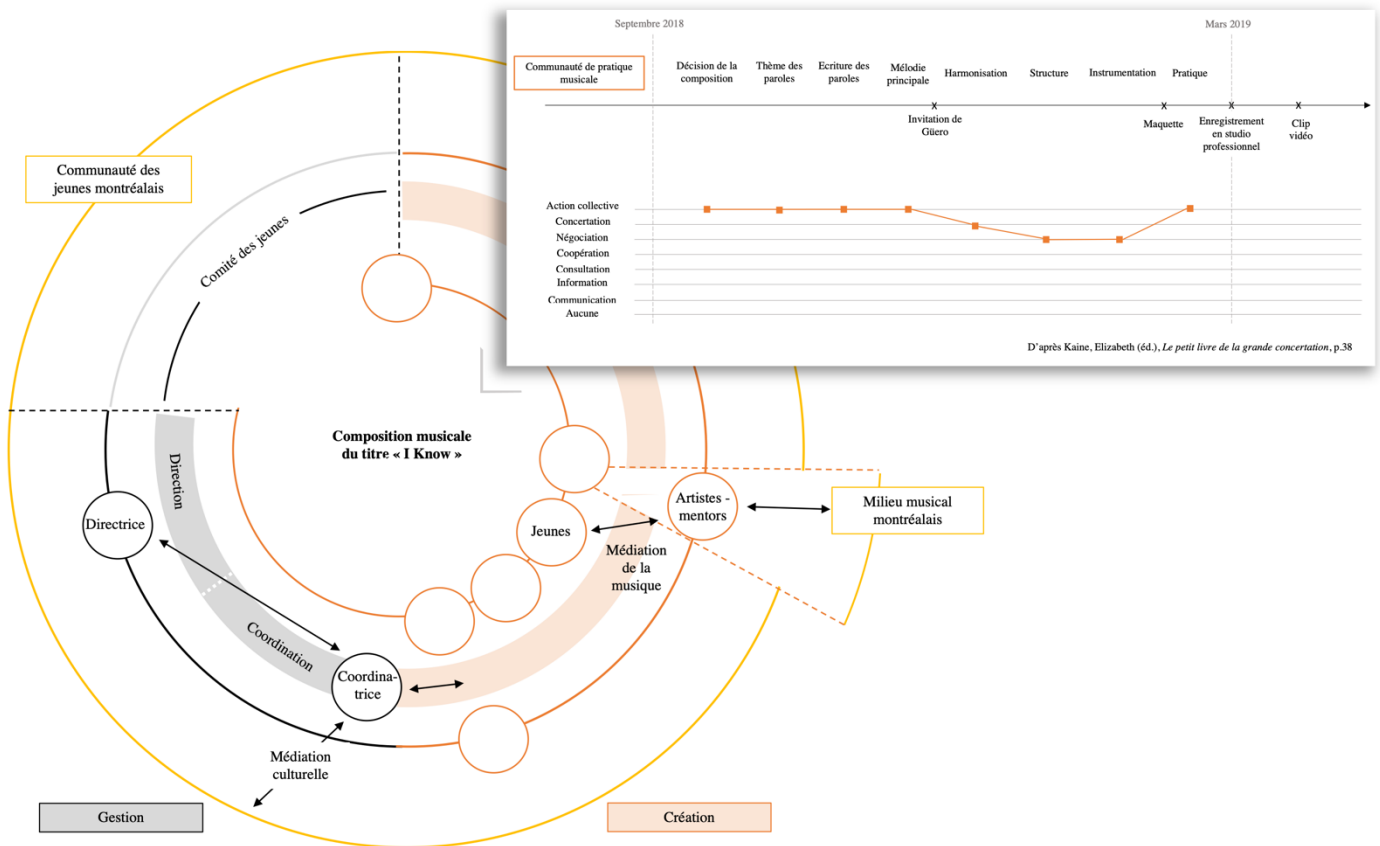 Septembre 2018
Mars 2019
Communauté de pratique
musicale
Décision de la
composition
Thème des
paroles
Ecriture des
paroles
Mélodie
principale
Harmonisation
Structure
Instrumentation
Pratique
Invitation de
Güero
Maquette
Enregistrement
en studio
professionnel
Clip
vidéo
Action collective
Concertation
Négociation
Coopération
Consultation
Information
Communication
Aucune
D'après Kaine, Elizabeth (éd.), Le petit livre de la grande concertation, p.38
Communauté des
jeunes montréalais
Comité des jeunes
Composition musicale
du titre « I Know »
Direction
Directrice
Coordination
Coordina-
trice
Jeunes
Artistes -
mentors
Milieu musical
montréalais
Médiation
de la
musique
Médiation
culturelle
Gestion
Création